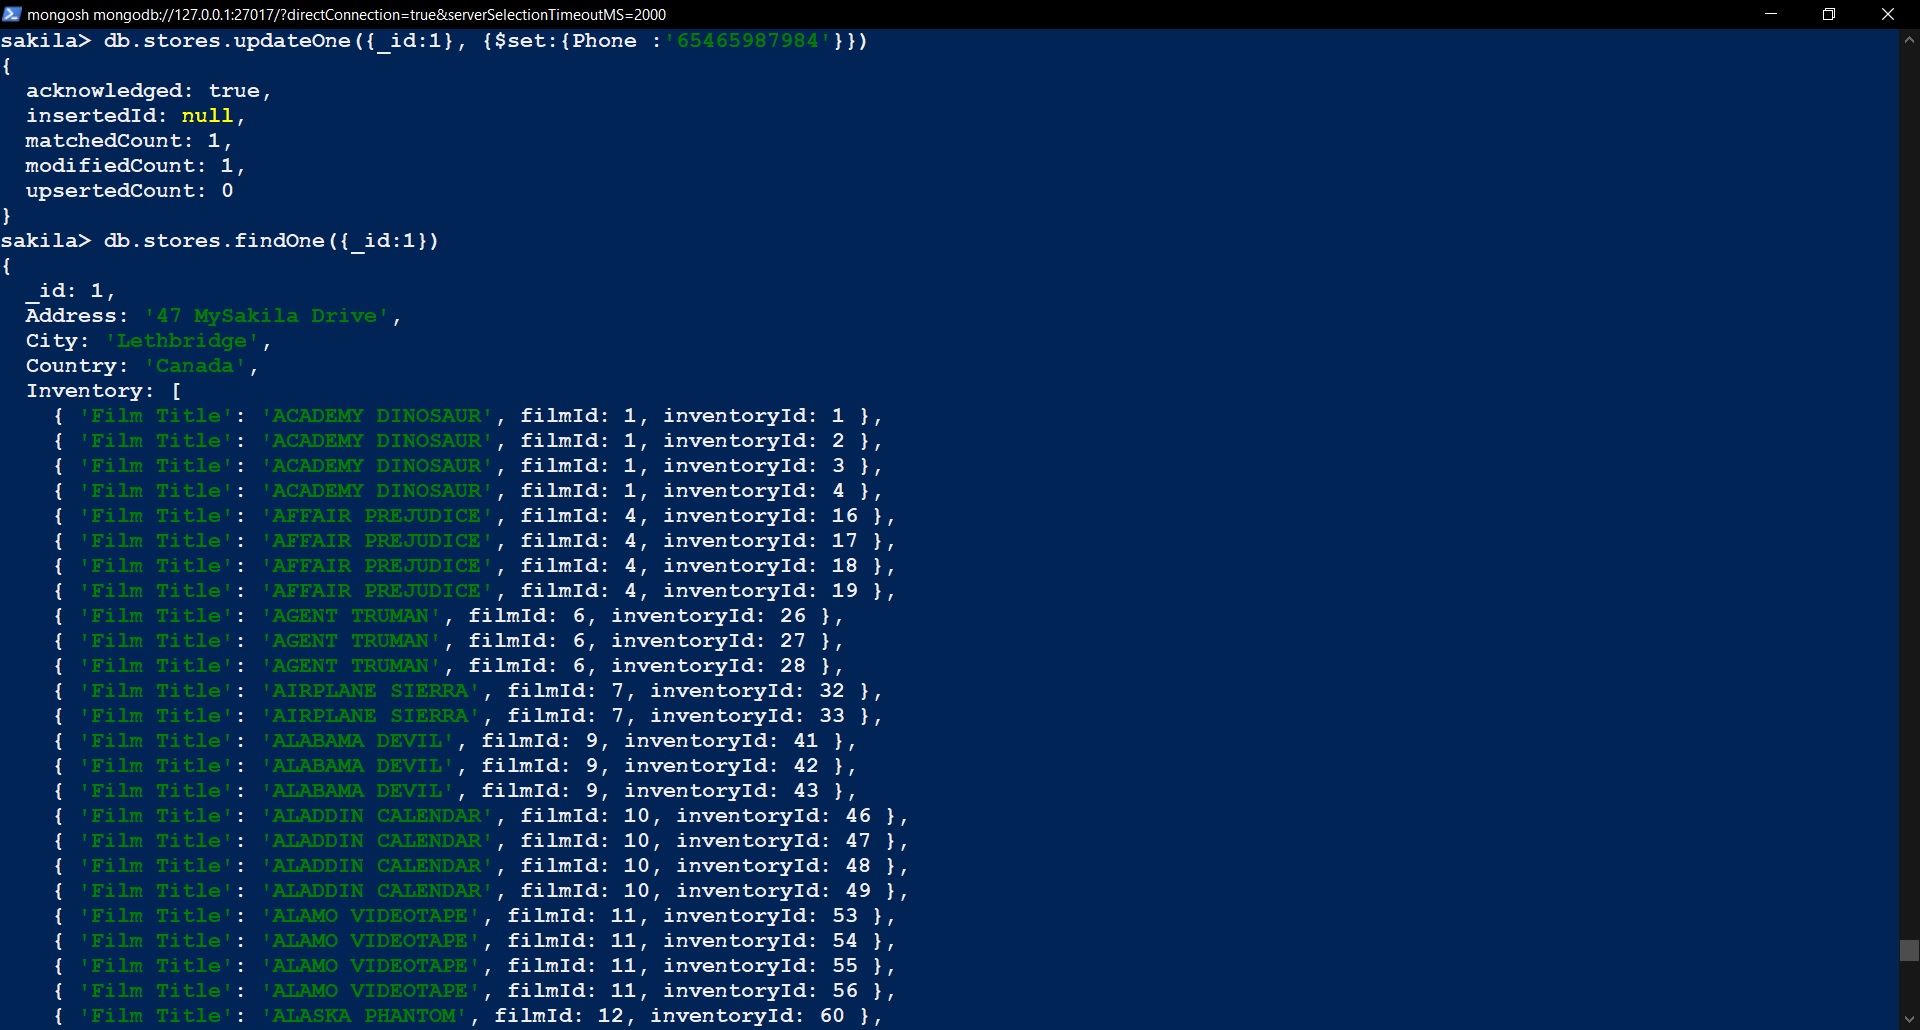 mongosh mongodb://127.0.0.1:27017/?directConnection=true&serverSelectionTimeoutMS=2000
sakila> db.stores.updateOne({_id:1}, {$set:{Phone :'65465987984'}})
{
  acknowledged: true,
  insertedId: null,
  matchedCount: 1,
  modifiedCount: 1,
  upsertedCount: 0
}
sakila> db.stores.findOne({_id:1})
{
  _id: 1,
  Address: '47 MySakila Drive',
  City: 'Lethbridge',
  Country: 'Canada',
  Inventory: [
    { 'Film Title': 'ACADEMY DINOSAUR', filmId: 1, inventoryId: 1 },
    { 'Film Title': 'ACADEMY DINOSAUR', filmId: 1, inventoryId: 2 },
    { 'Film Title': 'ACADEMY DINOSAUR', filmId: 1, inventoryId: 3 },
    { 'Film Title': 'ACADEMY DINOSAUR', filmId: 1, inventoryId: 4 },
    { 'Film Title': 'AFFAIR PREJUDICE', filmId: 4, inventoryId: 16 },
    { 'Film Title': 'AFFAIR PREJUDICE', filmId: 4, inventoryId: 17 },
    { 'Film Title': 'AFFAIR PREJUDICE', filmId: 4, inventoryId: 18 },
    { 'Film Title': 'AFFAIR PREJUDICE', filmId: 4, inventoryId: 19 },
    { 'Film Title': 'AGENT TRUMAN', filmId: 6, inventoryId: 26 },
    { 'Film Title': 'AGENT TRUMAN', filmId: 6, inventoryId: 27 },
    { 'Film Title': 'AGENT TRUMAN', filmId: 6, inventoryId: 28 },
    { 'Film Title': 'AIRPLANE SIERRA', filmId: 7, inventoryId: 32 },
    { 'Film Title': 'AIRPLANE SIERRA', filmId: 7, inventoryId: 33 },
    { 'Film Title': 'ALABAMA DEVIL', filmId: 9, inventoryId: 41 },
    { 'Film Title': 'ALABAMA DEVIL', filmId: 9, inventoryId: 42 },
    { 'Film Title': 'ALABAMA DEVIL', filmId: 9, inventoryId: 43 },
    { 'Film Title': 'ALADDIN CALENDAR', filmId: 10, inventoryId: 46 },
    { 'Film Title': 'ALADDIN CALENDAR', filmId: 10, inventoryId: 47 },
    { 'Film Title': 'ALADDIN CALENDAR', filmId: 10, inventoryId: 48 },
    { 'Film Title': 'ALADDIN CALENDAR', filmId: 10, inventoryId: 49 },
    { 'Film Title': 'ALAMO VIDEOTAPE', filmId: 11, inventoryId: 53 },
    { 'Film Title': 'ALAMO VIDEOTAPE', filmId: 11, inventoryId: 54 },
    { 'Film Title': 'ALAMO VIDEOTAPE', filmId: 11, inventoryId: 55 },
    { 'Film Title': 'ALAMO VIDEOTAPE', filmId: 11, inventoryId: 56 },
    { 'Film Title': 'ALASKA PHANTOM', filmId: 12, inventoryId: 60 },